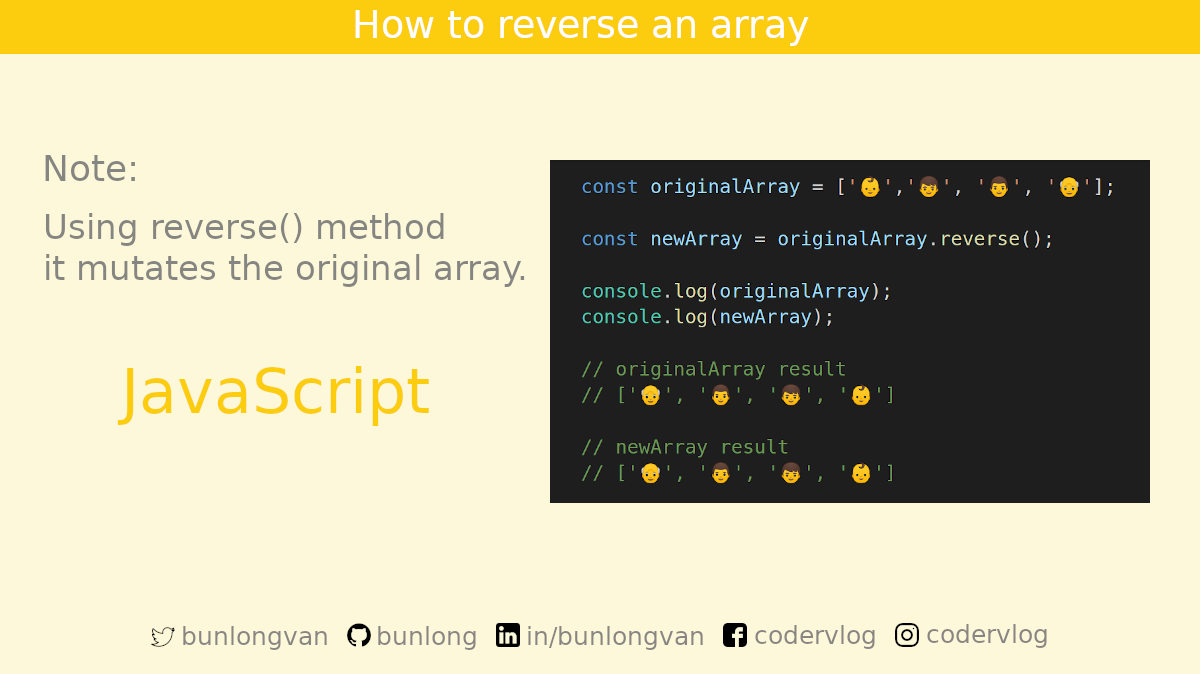 How to reverse an array
Note:
Using reverse() method
it mutates the original array.
JavaScript
const originalArray = ['👶','👦', '👨', '👴'];
const newArray = originalArray.reverse();
console.log(originalArray);
console.log(newArray);
// originalArray result
// ['👴', '👨', '👦', '👶']
// newArray result
// ['👴', '👨', '👦', '👶']
bunlongvan bunlong in/bunlongvan codervlog codervlog